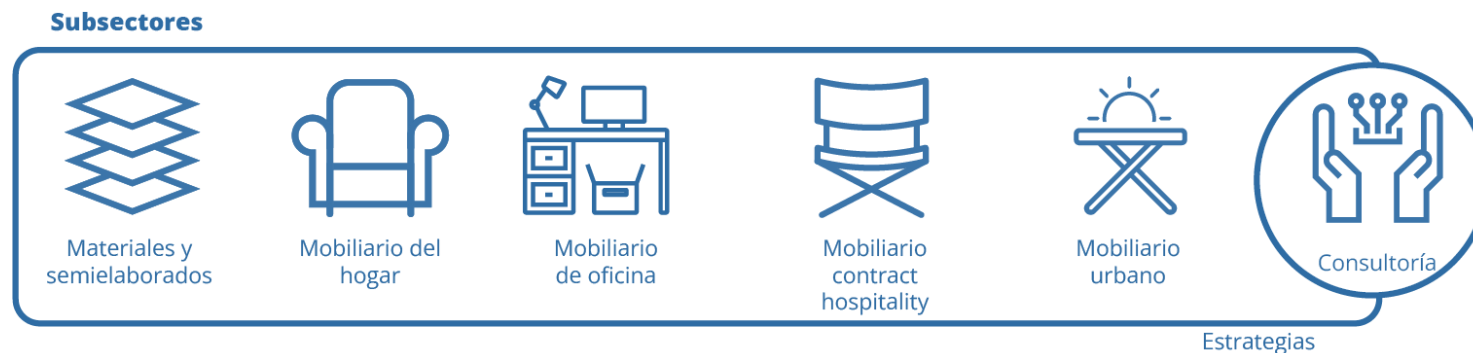 Subsectores
Materiales y
semielaborados
Mobiliario del
hogar
Mobiliario
de oficina
Mobiliario
contract
hospitality
Mobiliario
urbano
Consultoría
Estrategias